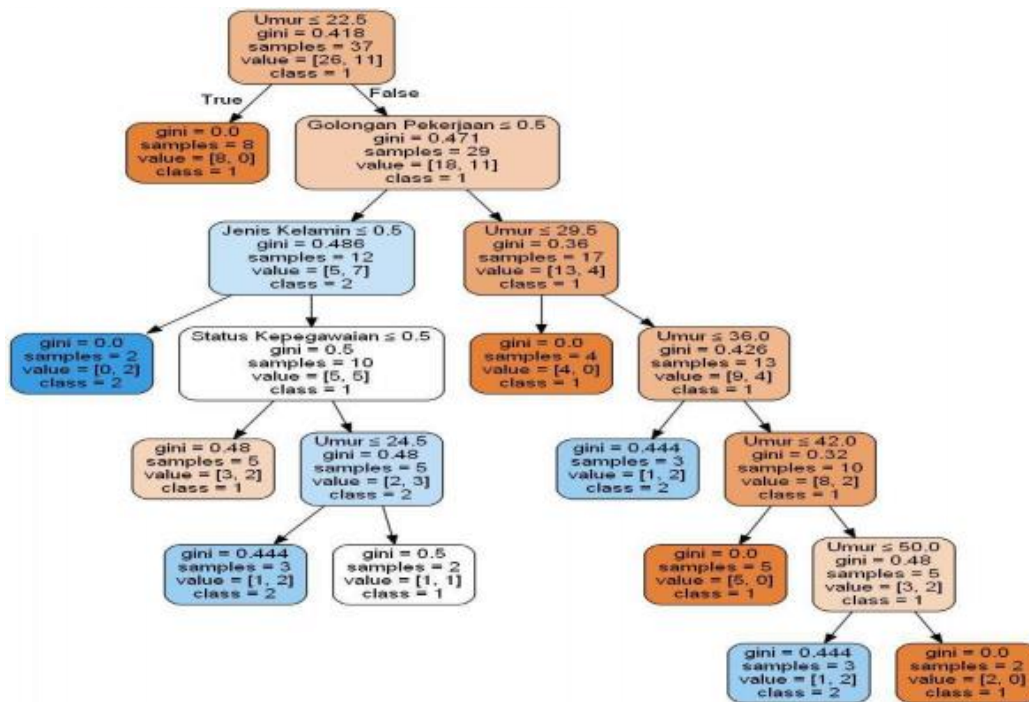 Umur ≤ 22.5
gini = 0.418
samples = 37
value = [26, 11]
class = 1
True
False
gini = 0.0
samples = 8
value = [8, 0]
class = 1
Golongan Pekerjaan ≤ 0.5
gini = 0.471
samples = 29
value = [18, 11]
class = 1
Jenis Kelamin ≤ 0.5
gini = 0.486
samples = 12
value = [5, 7]
class = 2
Umur ≤ 29.5
gini = 0.36
samples = 17
value = [13, 4]
class = 1
gini = 0.0
samples = 2
value = [0, 2]
class = 2
Status Kepegawaian ≤ 0.5
gini = 0.5
samples = 10
value = [5, 5]
class = 1
gini = 0.0
samples = 4
value = [4, 0]
class = 1
Umur ≤ 36.0
gini = 0.426
samples = 13
value = [9, 4]
class = 1
gini = 0.48
samples = 5
value = [3, 2]
class = 1
Umur ≤ 24.5
gini = 0.48
samples = 5
value = [2, 3]
class = 2
gini = 0.444
samples = 3
value = [1, 2]
class = 2
Umur ≤ 42.0
gini = 0.32
samples = 10
value = [8, 2]
class = 1
gini = 0.444
samples = 3
value = [1, 2]
class = 2
gini = 0.5
samples = 2
value = [1, 1]
class = 1
gini = 0.0
samples = 5
value = [5, 0]
class = 1
Umur ≤ 50.0
gini = 0.48
samples = 5
value = [3, 2]
class = 1
gini = 0.444
samples = 3
value = [1, 2]
class = 2
gini = 0.0
samples = 2
value = [2, 0]
class = 1